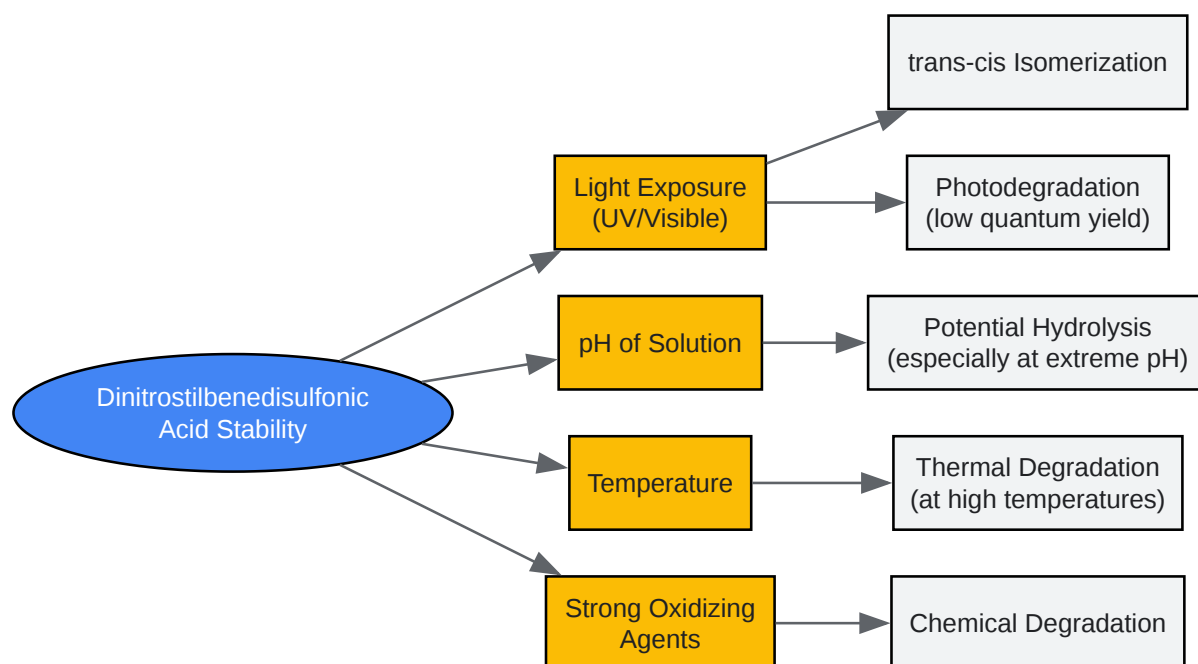 trans-cis Isomerization
Light Exposure
(UV/Visible)
Photodegradation
(low quantum yield)
pH of Solution
Potential Hydrolysis
(especially at extreme pH)
Dinitrostilbenedisulfonic
Acid Stability
Temperature
Thermal Degradation
(at high temperatures)
Strong Oxidizing
Agents
Chemical Degradation